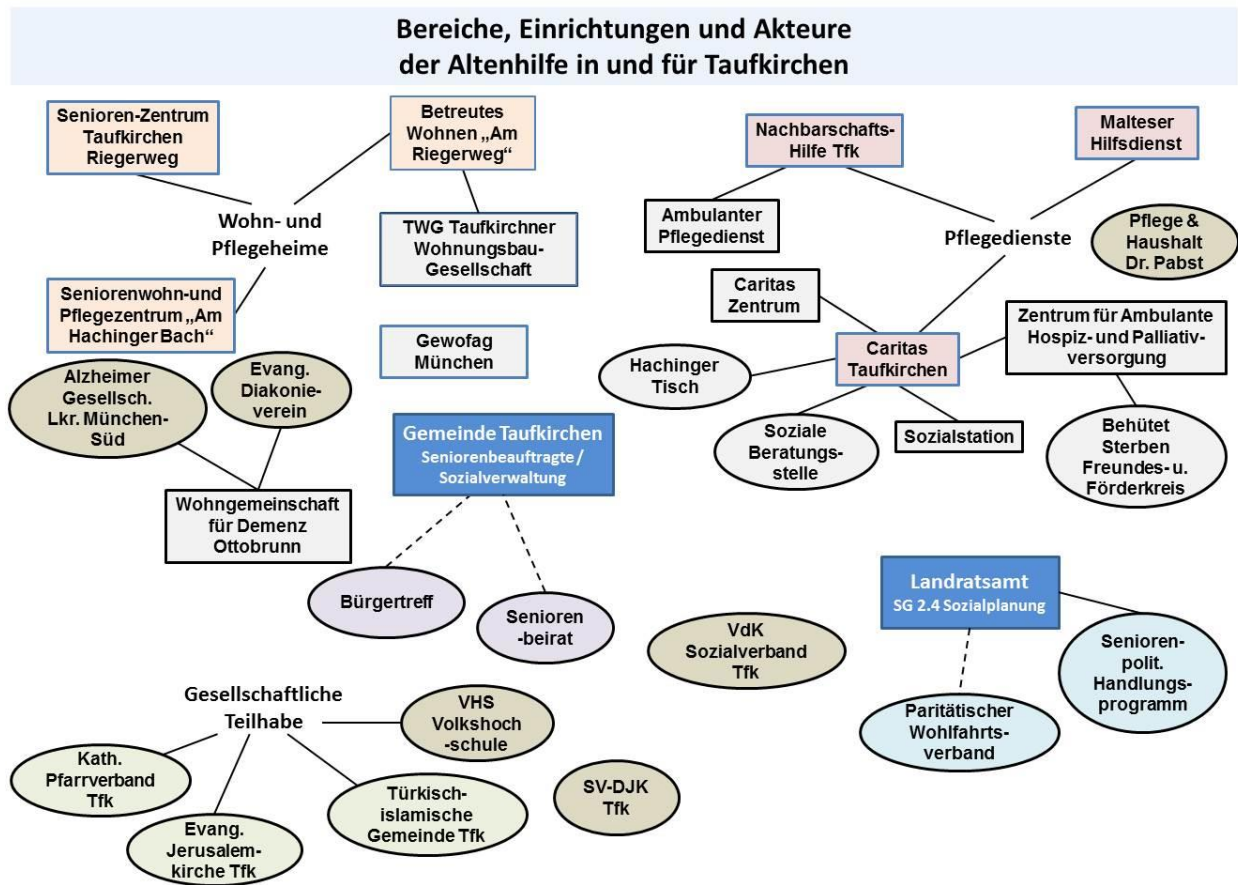 Bereiche, Einrichtungen und Akteure
der Altenhilfe in und für Taufkirchen
Senioren-Zentrum
Taufkirchen
Riegerweg
Betreutes
Wohnen „Am
Riegerweg“
Nachbarschafts-
Hilfe Tfk
Malteser
Hilfsdienst
Wohn- und
Pflegeheime
TWG Taufkirchner
Wohnungsbau-
Gesellschaft
Ambulanter
Pflegedienst
Pflegedienste
Pflege &
Haushalt
Dr. Pabst
Seniorenwohn-und
Pflegezentrum „Am
Hachinger Bach“
Gewofag
München
Caritas
Zentrum
Zentrum für Ambulante
Hospiz- und Palliativ-
versorgung
Hachinger
Tisch
Caritas
Taufkirchen
Alzheimer
Gesellsch.
Lkr. München-
Süd
Evang.
Diakonie-
verein
Gemeinde Taufkirchen
Seniorenbeauftragte /
Sozialverwaltung
Soziale
Beratungs-
stelle
Sozialstation
Behütet
Sterben
Freundes- u.
Förderkreis
Wohngemeinschaft
für Demenz
Ottobrunn
Bürgertreff
Senioren
-beirat
Landratsamt
SG 2.4 Sozialplanung
VdK
Sozialverband
Tfk
Senioren-
polit.
Handlungs-
programm
Paritätischer
Wohlfahrts-
verband
Gesellschaftliche
Teilhabe
VHS
Volkshoch
-schule
Kath.
Pfarrverband
Tfk
Evang.
Jerusalem-
kirche Tfk
Türkisch-
islamische
Gemeinde Tfk
SV-DJK
Tfk